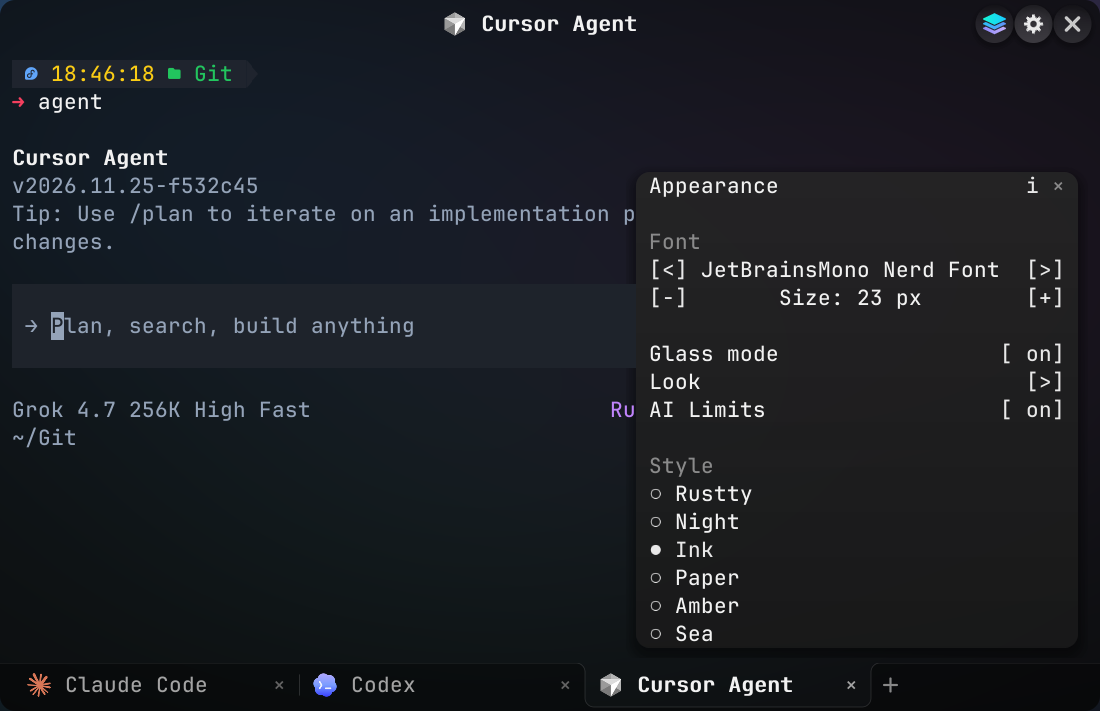 Cursor Agent
18:46:18 Git
→ agent
Cursor Agent
v2026.11.25-f532c45
Tip: Use /plan to iterate on an implementation p
changes.
→ Plan, search, build anything
Grok 4.7 256K High Fast Ru
~/Git
Appearance i ×
Font
[<] JetBrainsMono Nerd Font [>]
[-] Size: 23 px [+]
Glass mode [ on]
Look [>]
AI Limits [ on]
Style
○ Rustty
○ Night
● Ink
○ Paper
○ Amber
○ Sea
Claude Code × Codex × Cursor Agent × +